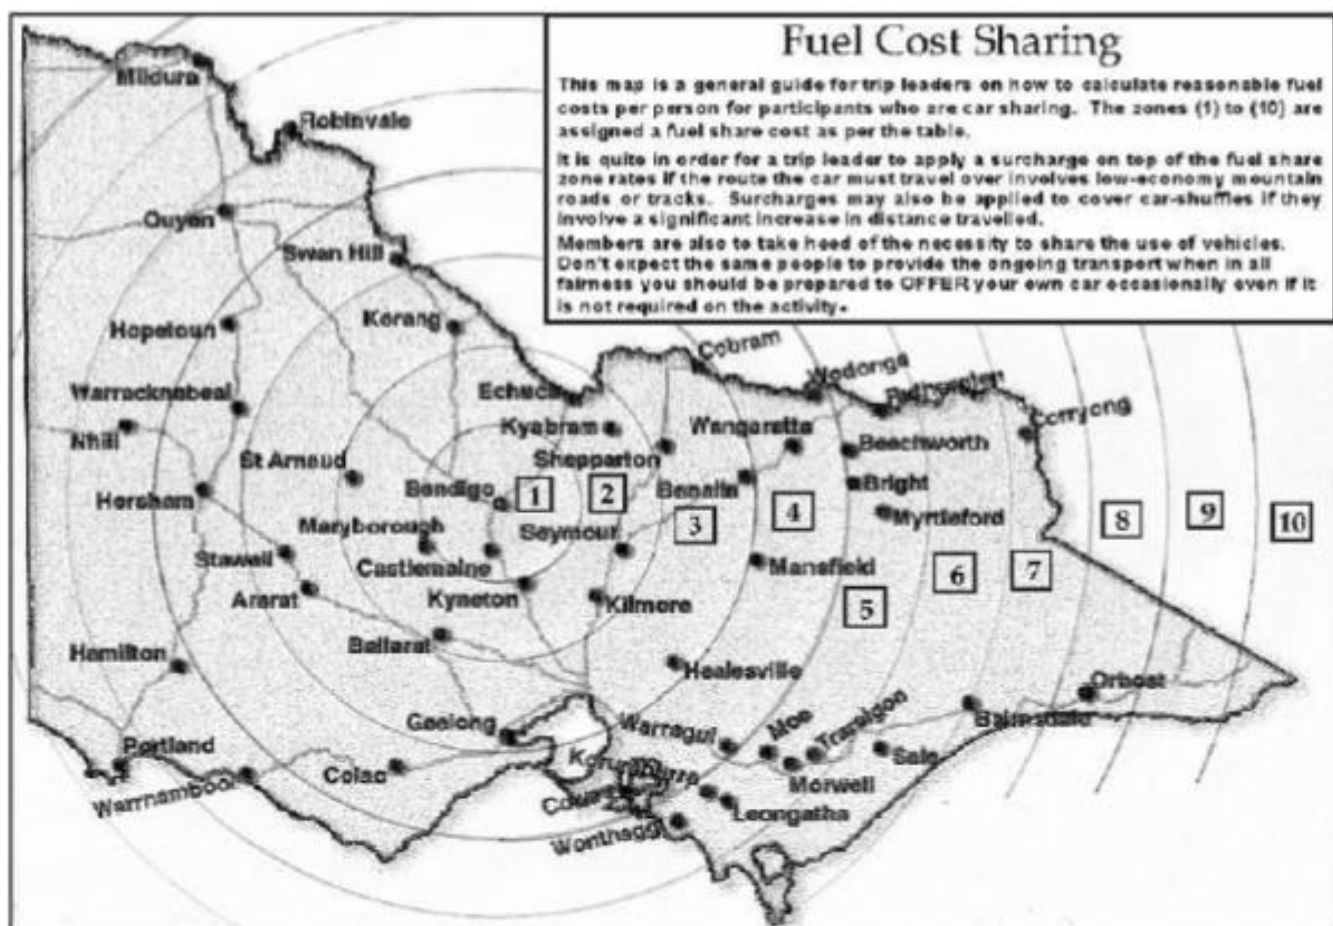 Fuel Cost Sharing
This map is a general guide for trip leaders on how to calculate reasonable fuel
costs per person for participants who are car sharing. The zones (1) to (10) are
assigned a fuel share cost as per the table.
It is quite in order for a trip leader to apply a surcharge on top of the fuel share
zone rates if the route the car must travel over involves low-economy mountain
roads or tracks. Surcharges may also be applied to cover car-shuffles if they
involve a significant increase in distance travelled.
Members are also to take heed of the necessity to share the use of vehicles.
Don't expect the same people to provide the ongoing transport when in all
fairness you should be prepared to OFFER your own car occasionally even if it
is not required on the activity.
Mildura
Robinvale
Ouyen
Swan Hill
Hopetoun
Kerang
Cobram
Wodonga
Warracknabeal
Echuca
Corryong
Nhill
Kyabram
Wangaratta
Beechworth
St Arnaud
Shepparton
Horsham
Bendigo
1
2
Benalla
Bright
3
4
Myrtleford
8
9
10
Maryborough
Seymour
Stawell
Castlemaine
Mansfield
6
7
Ararat
Kyneton
Kilmore
5
Ballarat
Hamilton
Healesville
Orbost
Geelong
Warragul
Moe
Traralgon
Bairnsdale
Portland
Sale
Colac
Morwell
Warrnambool
Leongatha
Wonthaggi